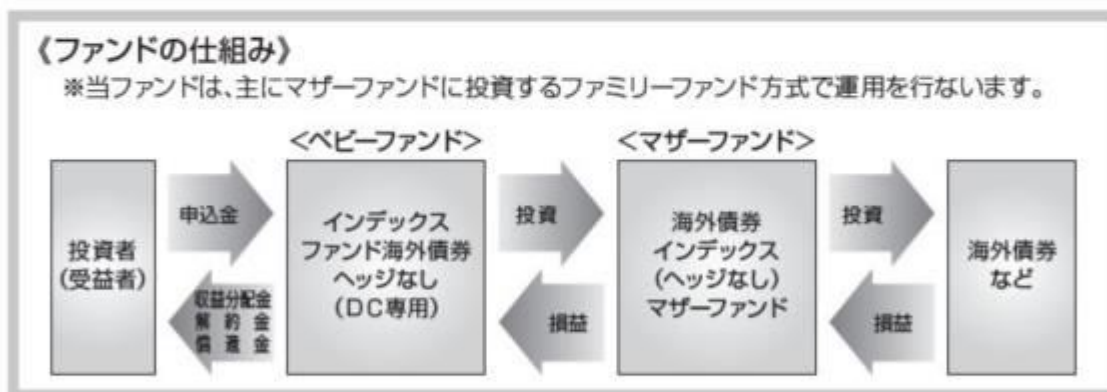 《ファンドの仕組み》
※当ファンドは、主にマザーファンドに投資するファミリーファンド方式で運用を行ないます。
<ベビーファンド>
<マザーファンド>
投資者
(受益者)
申込金
収益分配金
解約金
償還金
インデックス
ファンド海外債券
ヘッジなし
(DC専用)
投資
損益
海外債券
インデックス
(ヘッジなし)
マザーファンド
投資
損益
海外債券
など